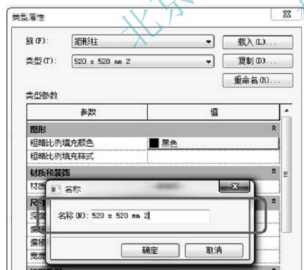 北京
类型属性
族(F): 矩形柱 载入(L)...
类型(T): 520 x 520 mm 2 复制(D)...
重命名(R)...
类型参数
参数 值
图形
粗略比例填充颜色 黑色
粗略比例填充样式
材质和装饰
名称
名称(N): 520 x 520 mm 2
确定 取消